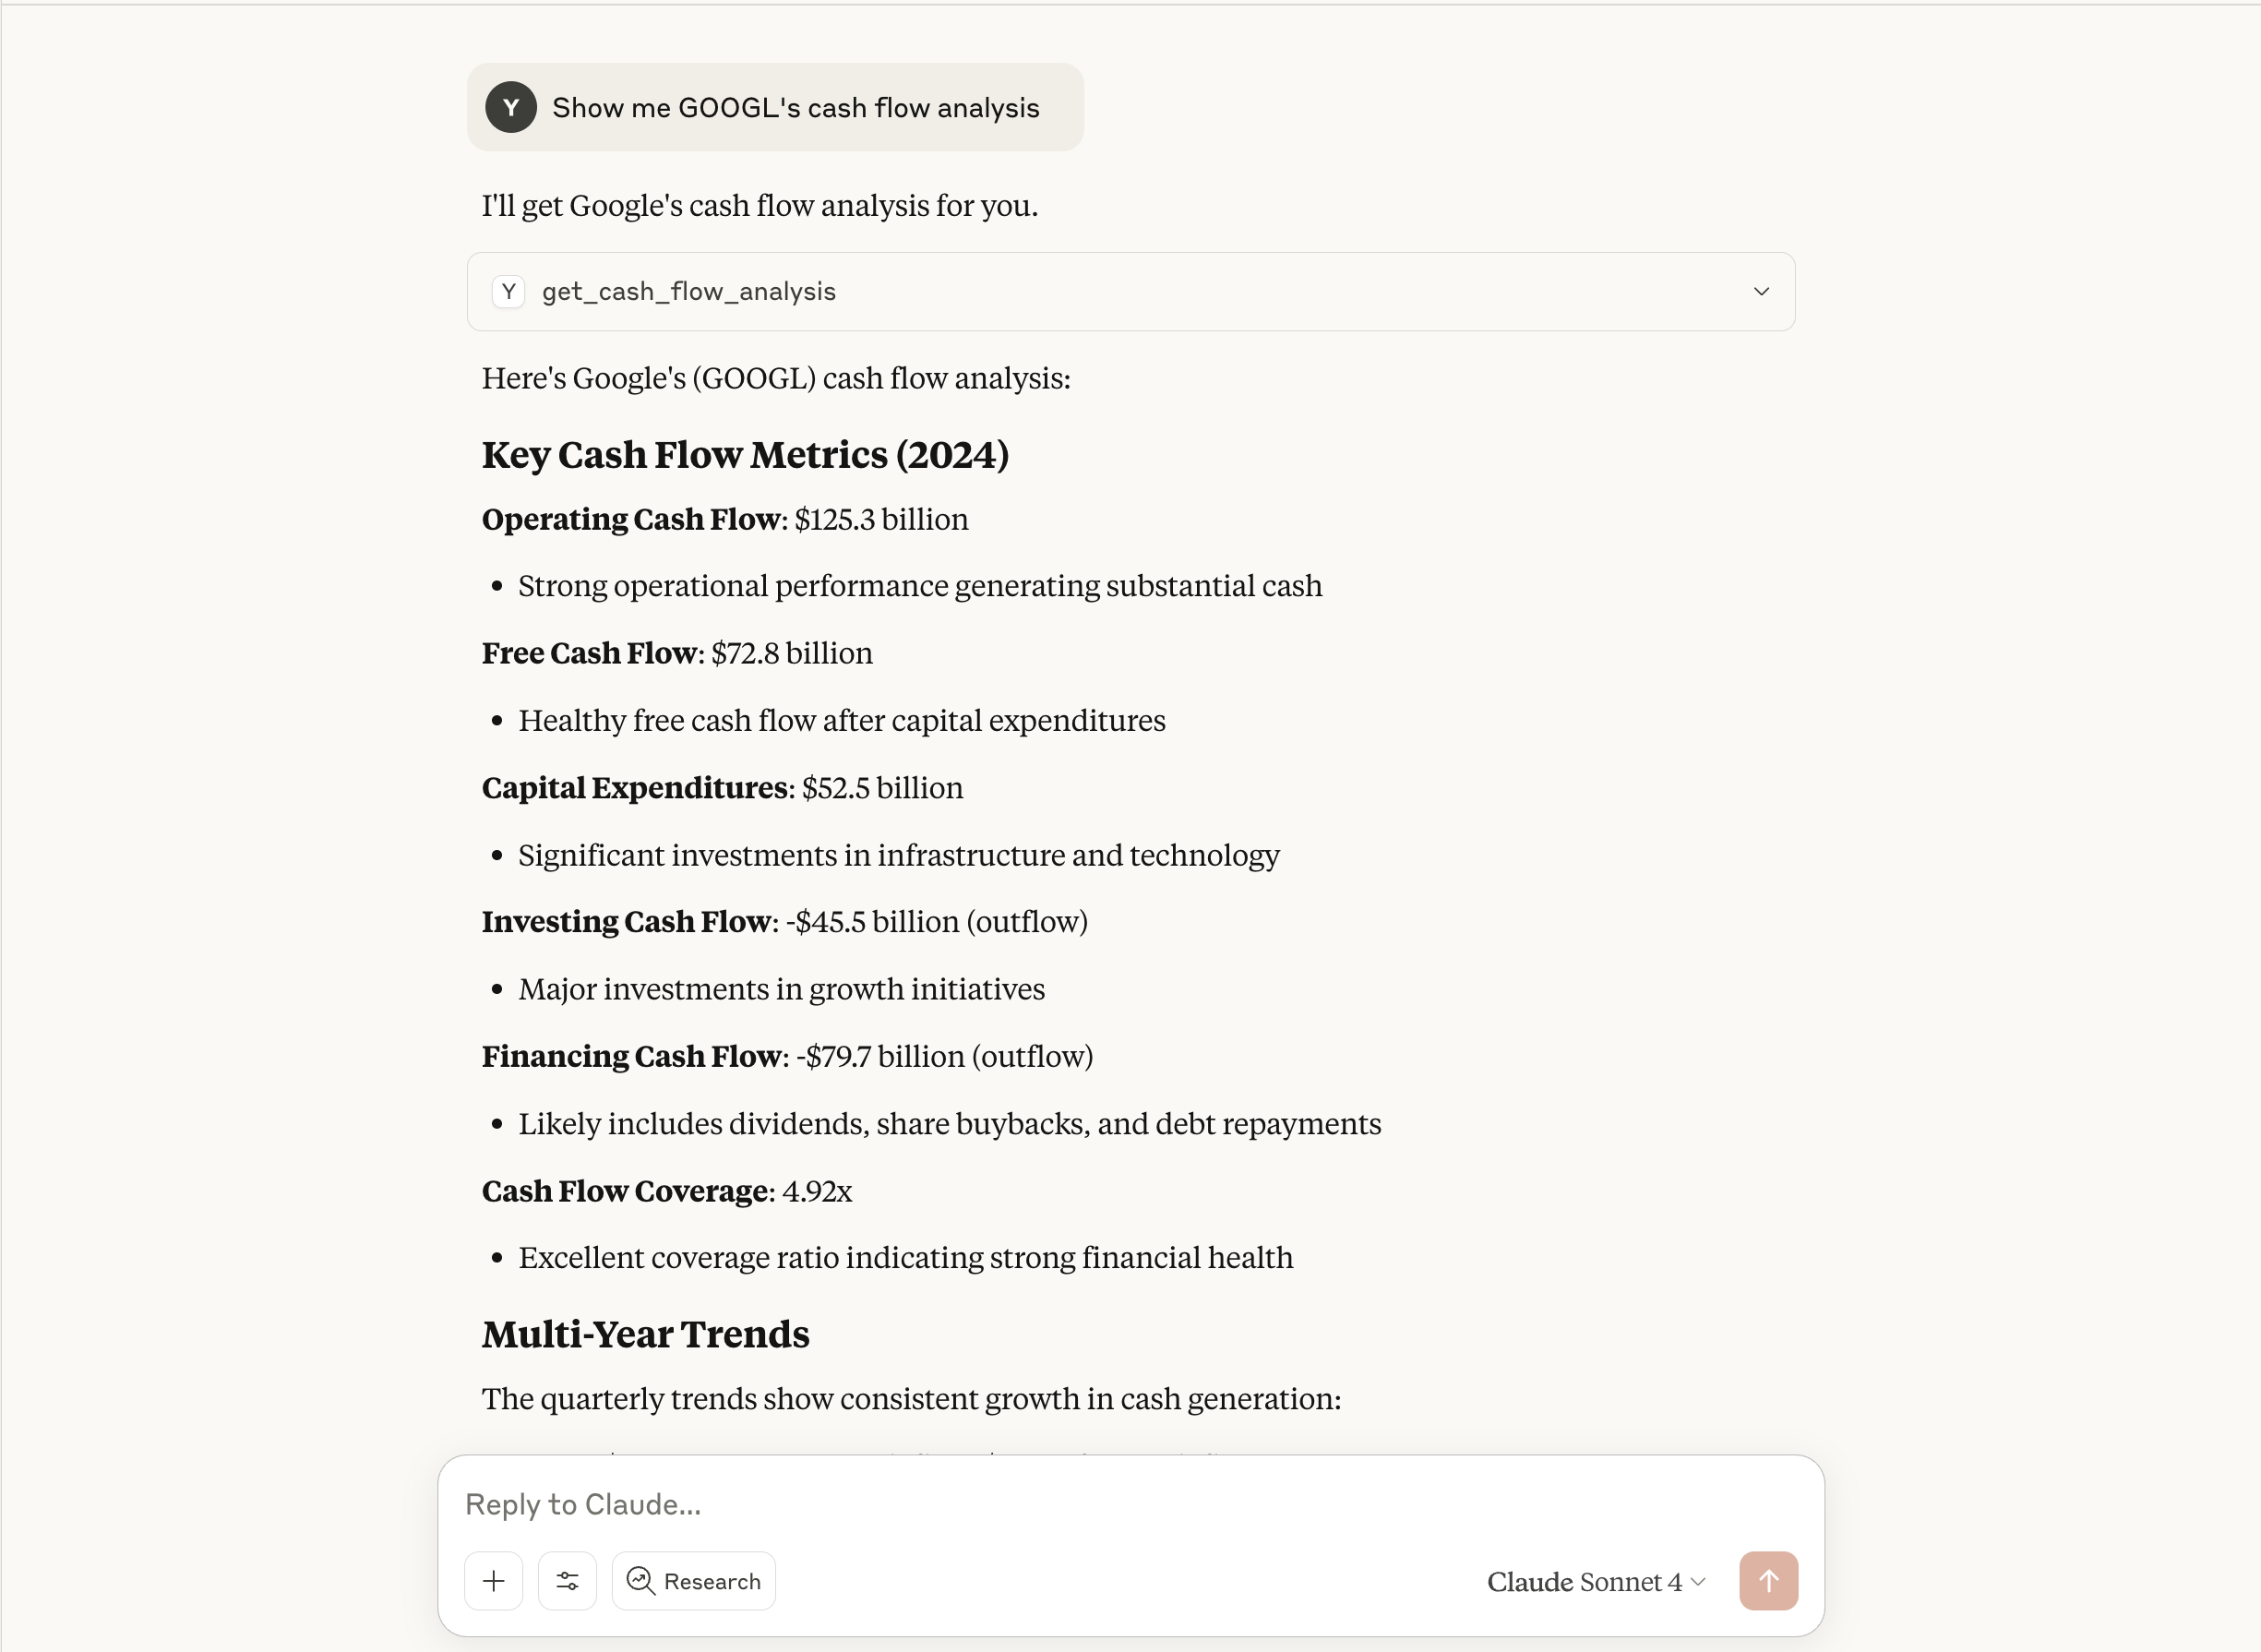 Y Show me GOOGL's cash flow analysis
I'll get Google's cash flow analysis for you.
Y get_cash_flow_analysis
Here's Google's (GOOGL) cash flow analysis:
Key Cash Flow Metrics (2024)
Operating Cash Flow: $125.3 billion
• Strong operational performance generating substantial cash
Free Cash Flow: $72.8 billion
• Healthy free cash flow after capital expenditures
Capital Expenditures: $52.5 billion
• Significant investments in infrastructure and technology
Investing Cash Flow: -$45.5 billion (outflow)
• Major investments in growth initiatives
Financing Cash Flow: -$79.7 billion (outflow)
• Likely includes dividends, share buybacks, and debt repayments
Cash Flow Coverage: 4.92x
• Excellent coverage ratio indicating strong financial health
Multi-Year Trends
The quarterly trends show consistent growth in cash generation:
Reply to Claude...
Research
Claude Sonnet 4